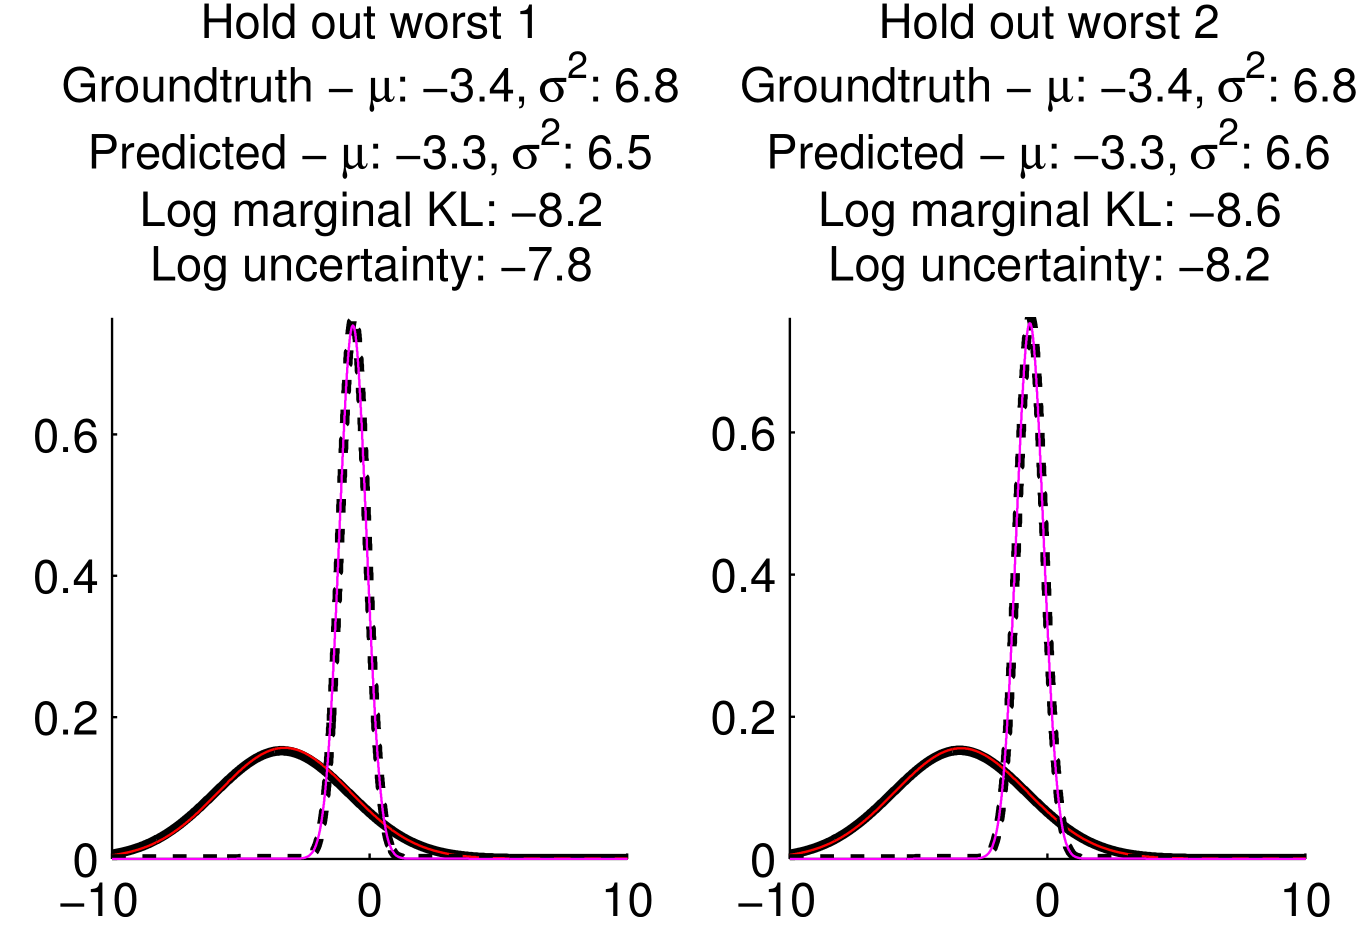 Hold out worst 1
Groundtruth − μ: −3.4, σ²: 6.8
Predicted − μ: −3.3, σ²: 6.5
Log marginal KL: −8.2
Log uncertainty: −7.8
0.6
0.4
0.2
0
−10 0 10
Hold out worst 2
Groundtruth − μ: −3.4, σ²: 6.8
Predicted − μ: −3.3, σ²: 6.6
Log marginal KL: −8.6
Log uncertainty: −8.2
0.6
0.4
0.2
0
−10 0 10